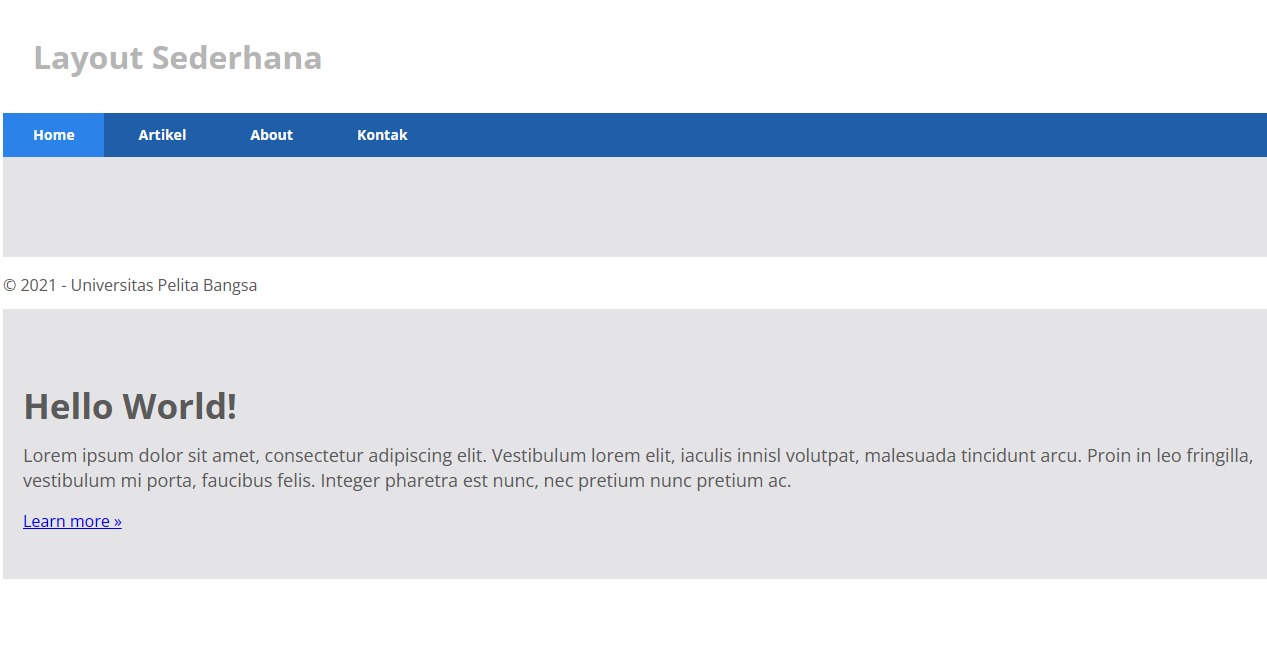 Layout Sederhana
Home Artikel About Kontak
© 2021 - Universitas Pelita Bangsa
Hello World!
Lorem ipsum dolor sit amet, consectetur adipiscing elit. Vestibulum lorem elit, iaculis innisl volutpat, malesuada tincidunt arcu. Proin in leo fringilla,
vestibulum mi porta, faucibus felis. Integer pharetra est nunc, nec pretium nunc pretium ac.
Learn more »